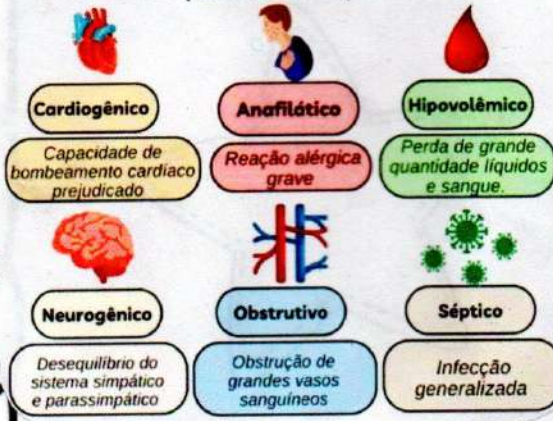 Cardiogênico
Capacidade de
bombeamento cardíaco
prejudicado
Anafilático
Reação alérgica
grave
Hipovolêmico
Perda de grande
quantidade líquidos
e sangue.
Neurogênico
Desequilíbrio do
sistema simpático
e parassimpático
Obstrutivo
Obstrução de
grandes vasos
sanguíneos
Séptico
Infecção
generalizada